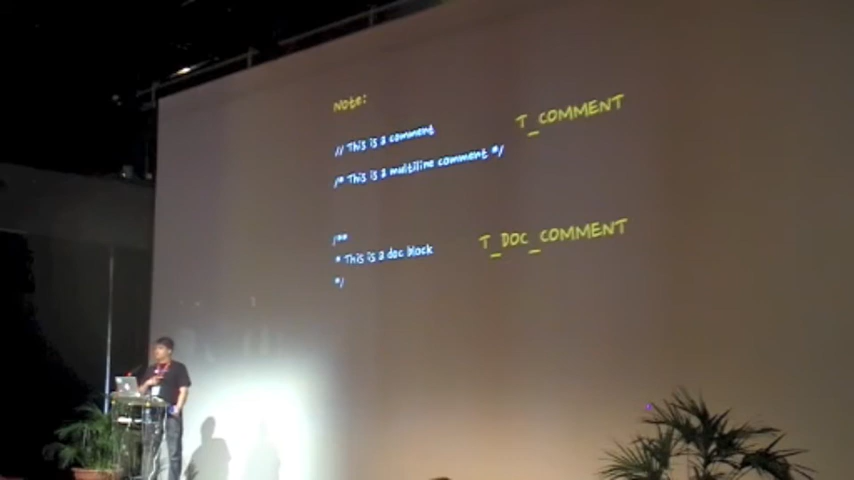 Note:
// This is a comment
T_COMMENT
/* This is a multiline comment */
/**
* This is a doc block
T_DOC_COMMENT
*/